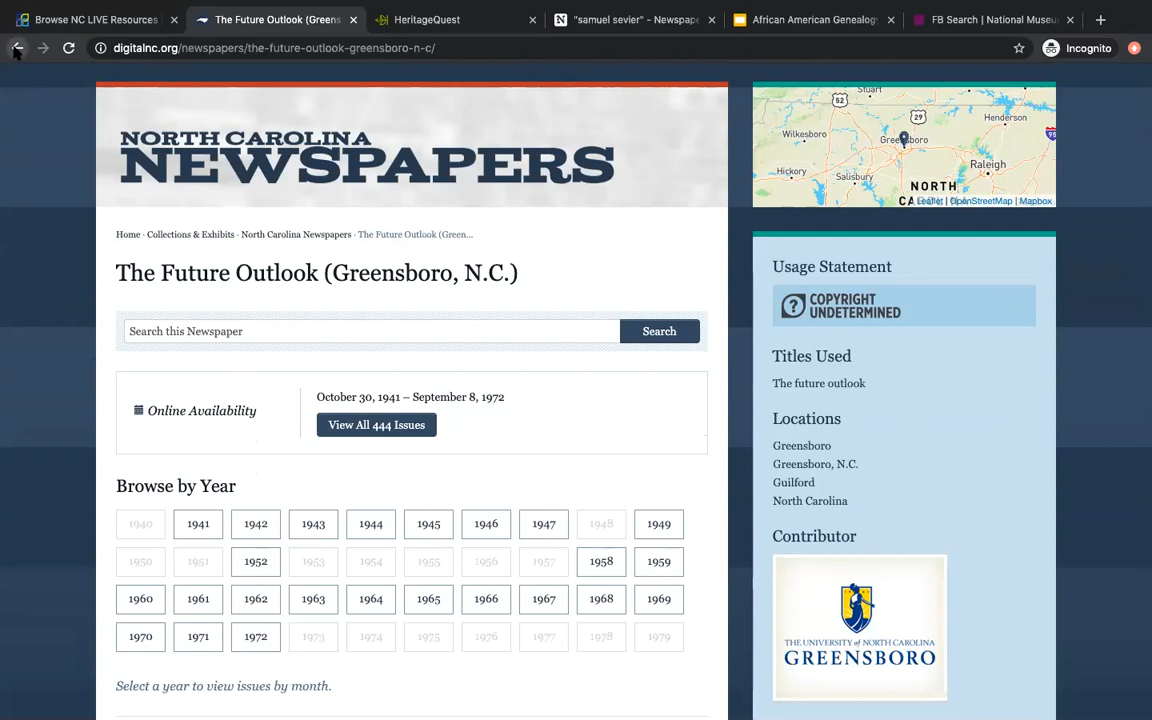 Browse NC LIVE Resources
The Future Outlook (Greens
HeritageQuest
"samuel sevier" - Newspape
African American Genealogy
FB Search | National Museu
digitalnc.org/newspapers/the-future-outlook-greensboro-n-c/
Incognito
NORTH CAROLINA
NEWSPAPERS
Stuart
52
29
Henderson
Wilkesboro
Greensboro
95
Hickory
Salisbury
Raleigh
NORTH
CA
Leaflet | OpenStreetMap | Mapbox
Home · Collections & Exhibits · North Carolina Newspapers · The Future Outlook (Green...
The Future Outlook (Greensboro, N.C.)
Search this Newspaper
Search
Online Availability
October 30, 1941 – September 8, 1972
View All 444 Issues
Browse by Year
1940 1941 1942 1943 1944 1945 1946 1947 1948 1949
1950 1951 1952 1953 1954 1955 1956 1957 1958 1959
1960 1961 1962 1963 1964 1965 1966 1967 1968 1969
1970 1971 1972 1973 1974 1975 1976 1977 1978 1979
Select a year to view issues by month.
Usage Statement
COPYRIGHT
UNDETERMINED
Titles Used
The future outlook
Locations
Greensboro
Greensboro, N.C.
Guilford
North Carolina
Contributor
THE UNIVERSITY of NORTH CAROLINA
GREENSBORO